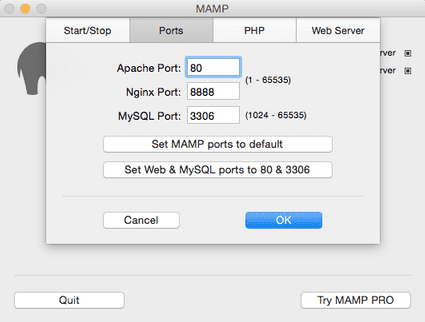 MAMP
Start/Stop Ports PHP Web Server
erver
Apache Port: 80
(1 - 65535)
erver
Nginx Port: 8888
MySQL Port: 3306 (1024 - 65535)
Set MAMP ports to default
Set Web & MySQL ports to 80 & 3306
Cancel OK
Quit Try MAMP PRO